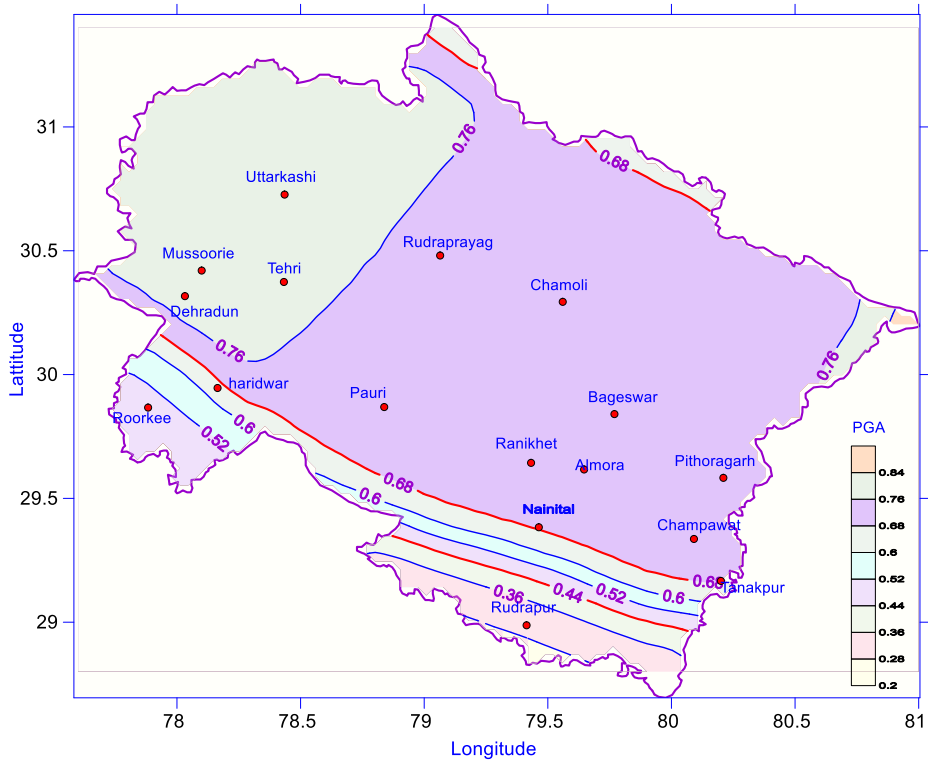 0.76
0.68
31
Uttarkashi
Rudraprayag
30.5
Mussoorie
Tehri
Chamoli
Dehradun
Lattitude
0.76
0.76
30
haridwar
Pauri
Bageswar
Roorkee
0.6
0.52
PGA
Ranikhet
Almora
Pithoragarh
0.84
0.68
0.6
29.5
0.76
Nainital
Champawat
0.68
0.6
0.52
0.68
Tanakpur
0.36
0.44
0.52
0.6
0.44
Rudrapur
29
0.36
0.28
0.2
78
78.5
79
79.5
80
80.5
81
Longitude